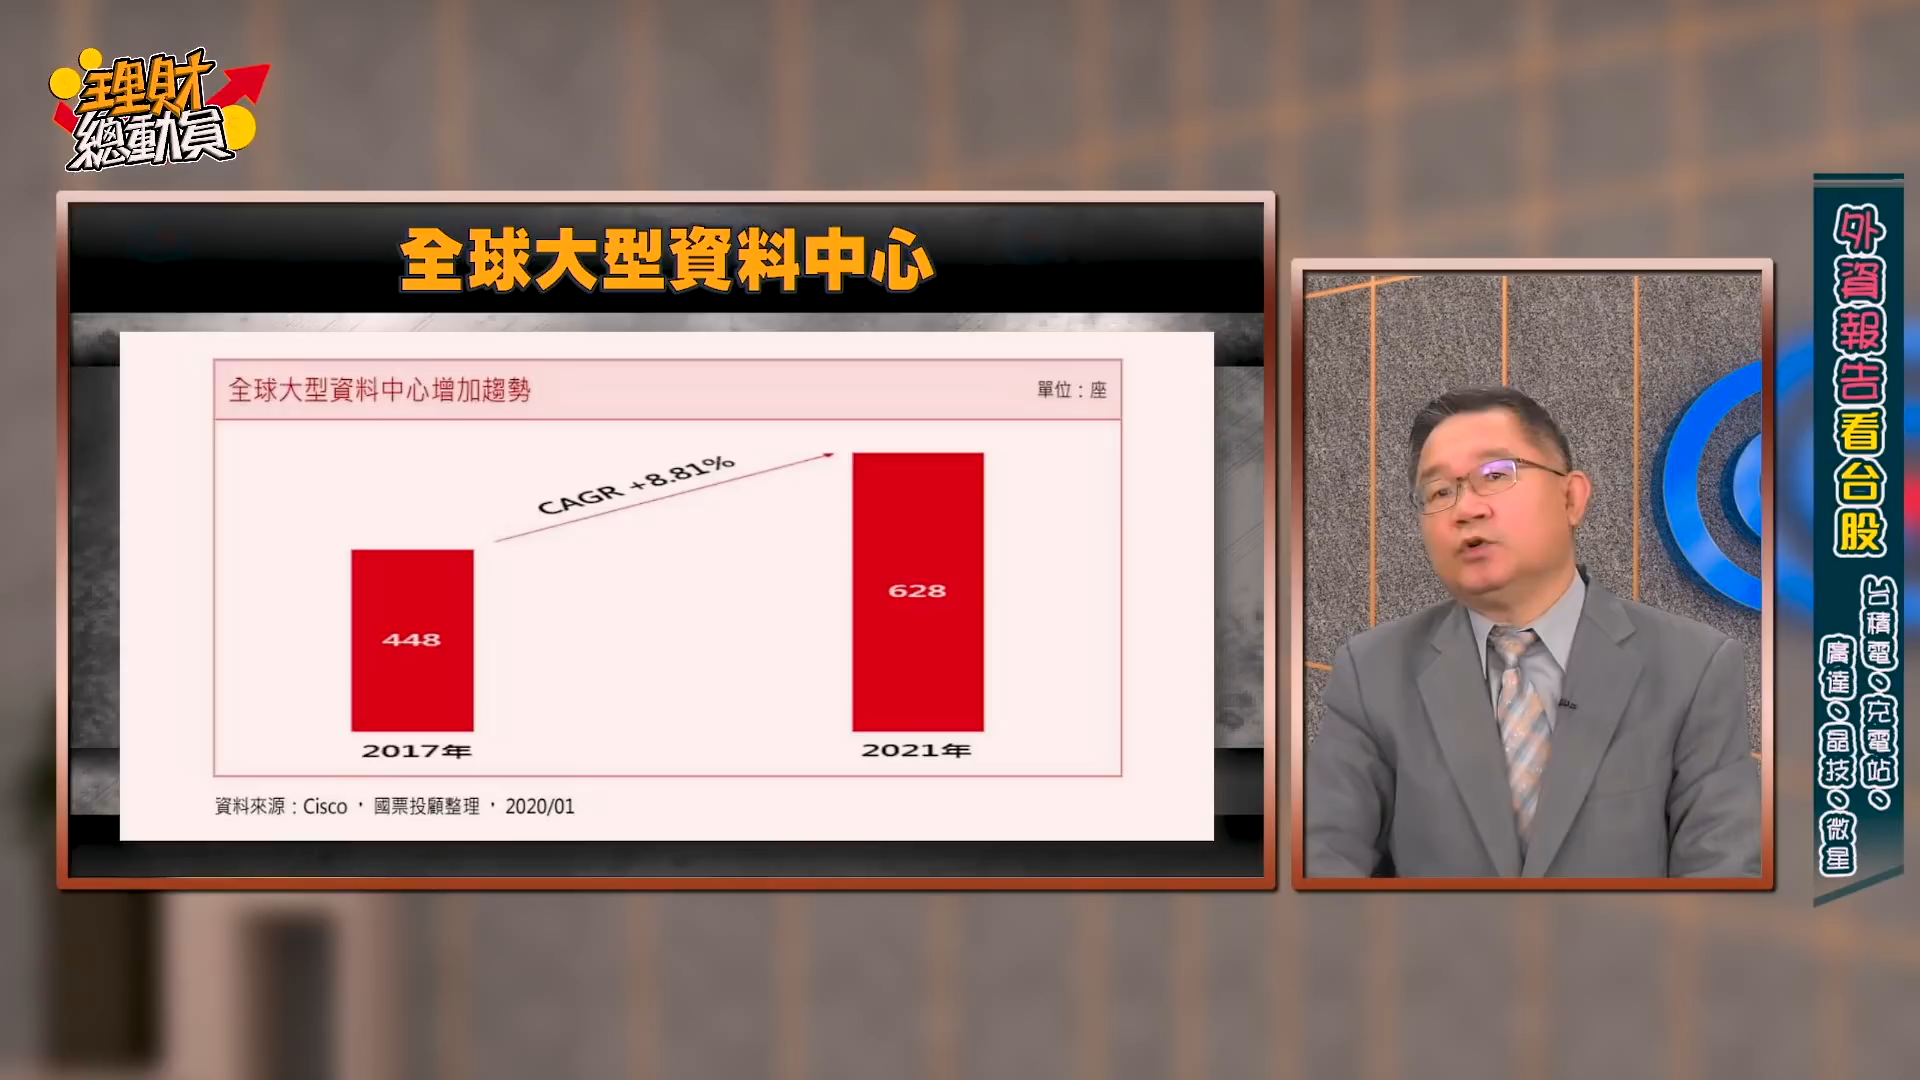 理財
總動員
全球大型資料中心
全球大型資料中心增加趨勢
單位：座
CAGR +8.81%
448
628
2017年
2021年
資料來源：Cisco，國票投顧整理，2020/01
外資報告看台股
台積電。充電站。
廣達。晶技。微星